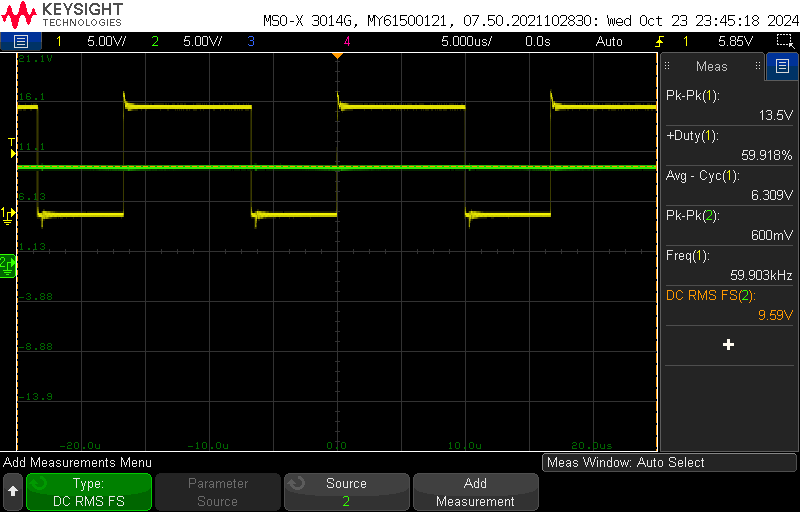 KEYSIGHT
TECHNOLOGIES
MSO-X 3014G, MY61500121, 07.50.2021102830: Wed Oct 23 23:45:18 2024
1 5.00V/ 2 5.00V/ 3 4 5.000us/ 0.0s Auto 1 5.85V
21.1V
16.1
11.1
6.13
1.13
-3.88
-8.88
-13.9
-20.0u -10.0u 0.0 10.0u 20.0us
T
1
2
Meas
Pk-Pk(1):
13.5V
+Duty(1):
59.918%
Avg - Cyc(1):
6.309V
Pk-Pk(2):
600mV
Freq(1):
59.903kHz
DC RMS FS(2):
9.59V
+
Add Measurements Menu
Meas Window: Auto Select
Type:
DC RMS FS
Parameter
Source
Source
2
Add
Measurement